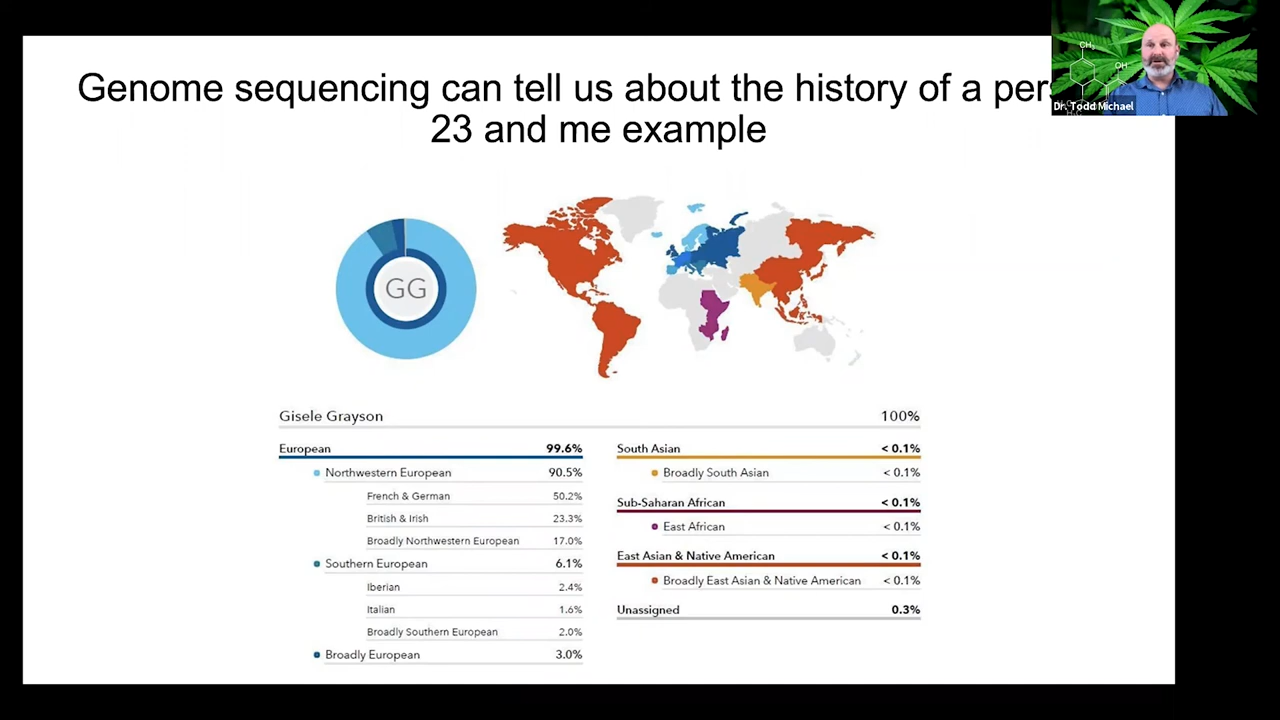 Genome sequencing can tell us about the history of a
23 and me example
CH₃
OH
Dr. Todd Michael
H₃C
GG
Gisele Grayson 100%
European 99.6%
Northwestern European 90.5%
French & German 50.2%
British & Irish 23.3%
Broadly Northwestern European 17.0%
Southern European 6.1%
Iberian 2.4%
Italian 1.6%
Broadly Southern European 2.0%
Broadly European 3.0%
South Asian < 0.1%
Broadly South Asian < 0.1%
Sub-Saharan African < 0.1%
East African < 0.1%
East Asian & Native American < 0.1%
Broadly East Asian & Native American < 0.1%
Unassigned 0.3%